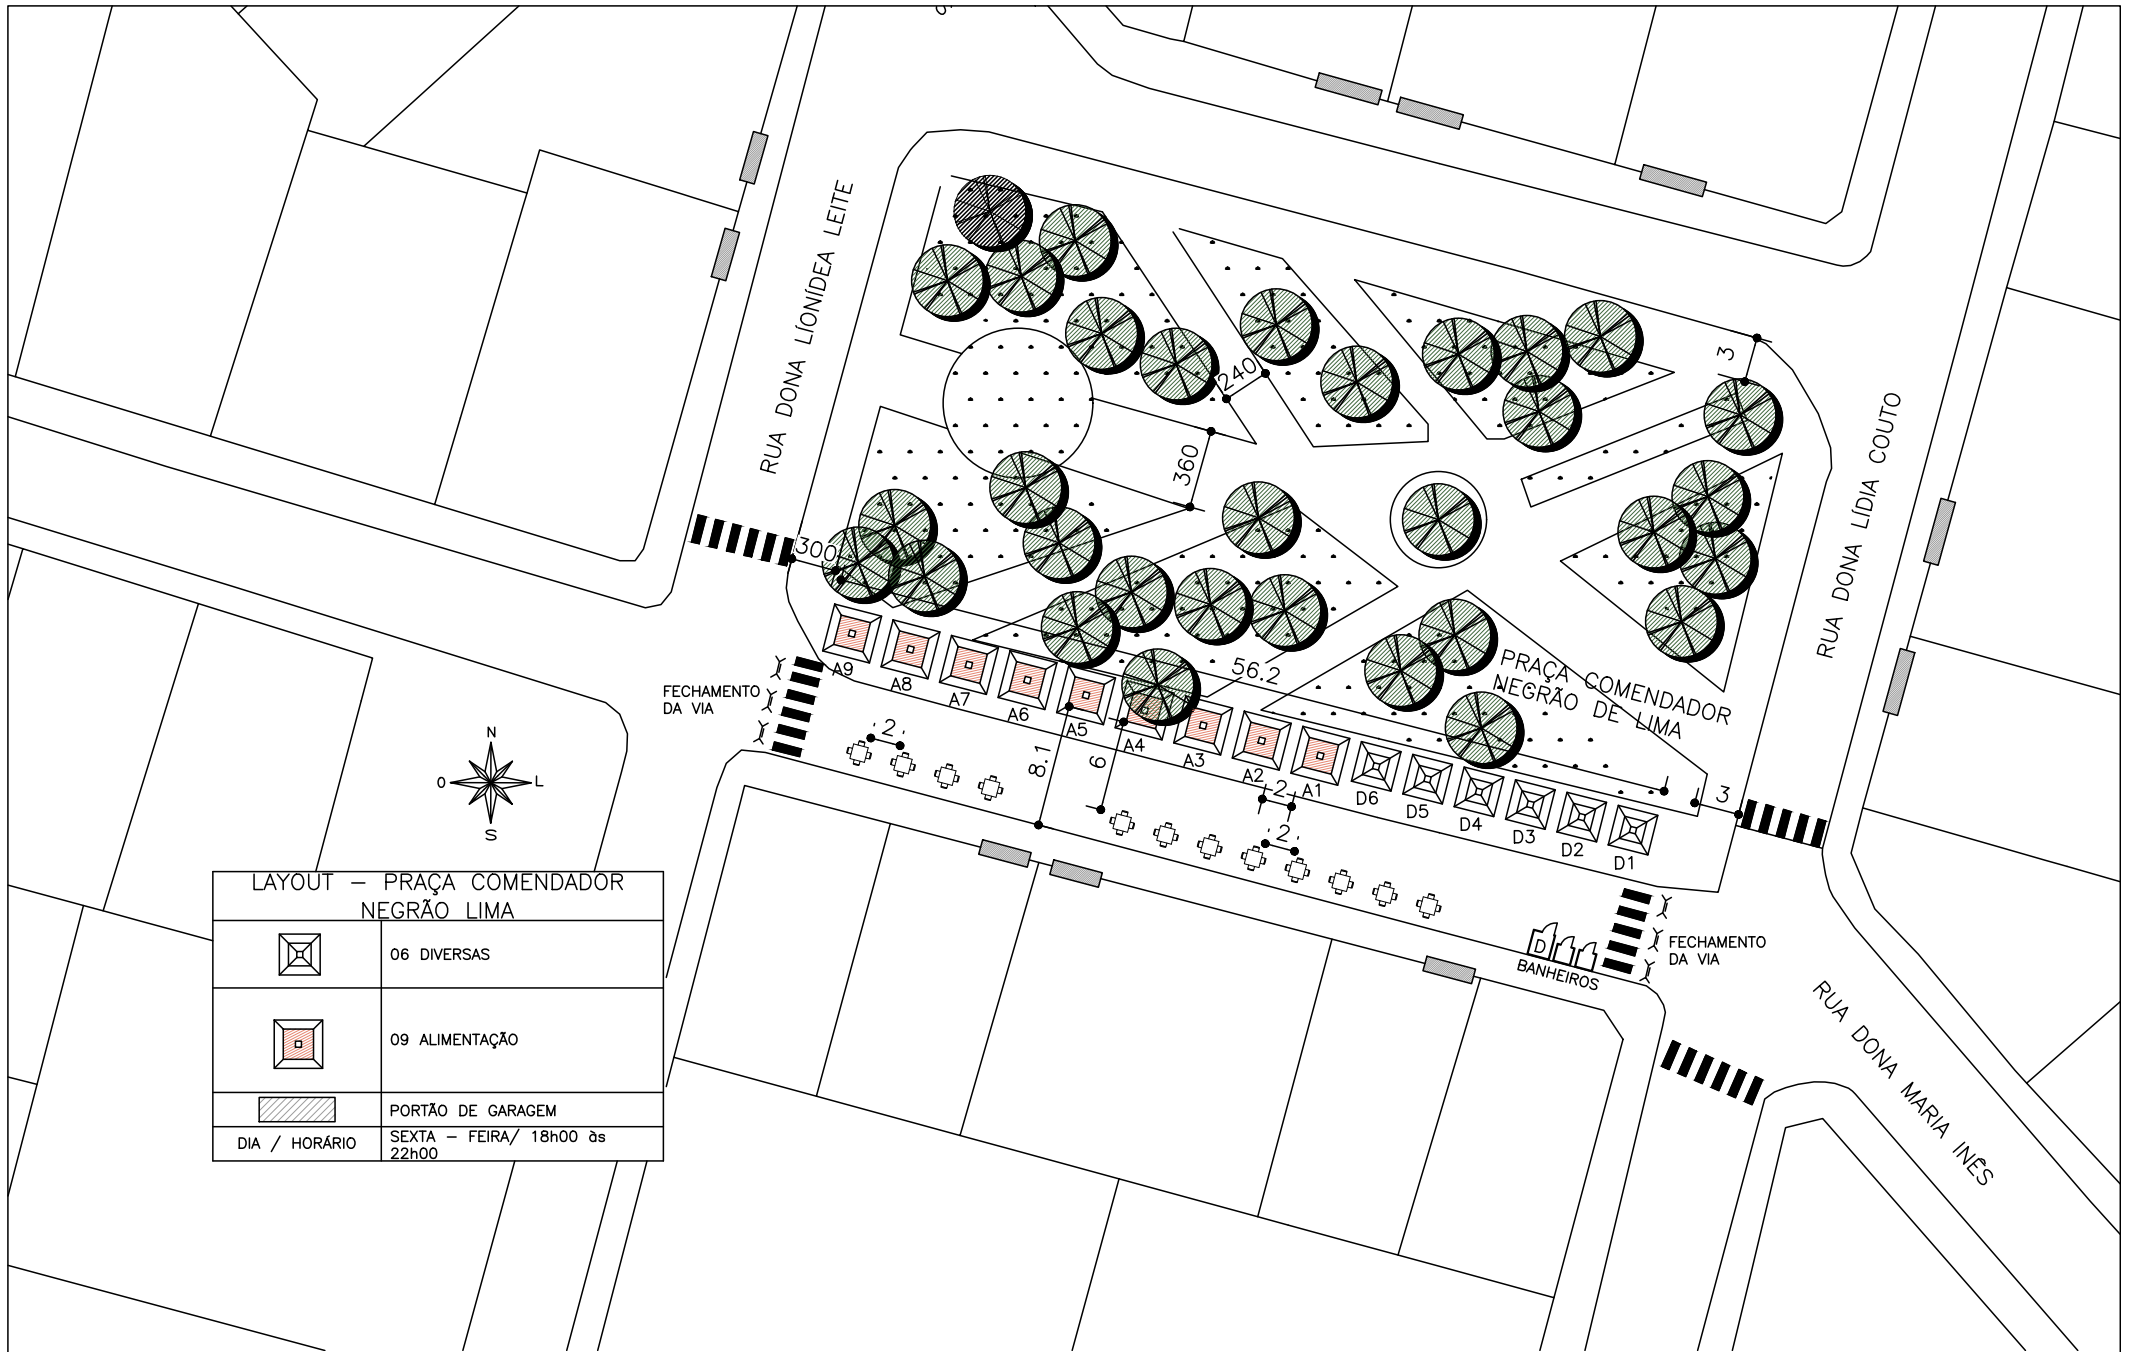 RUA DONA LÍONÍDEA LEITE
3
240
360
RUA DONA LÍDIA COUTO
300
56.2
PRAÇA COMENDADOR
NEGRÃO DE LIMA
A9
A8
A7
A6
A5
A4
A3
A2
A1
D6
D5
D4
D3
D2
D1
3
FECHAMENTO
DA VIA
2
8.1
6
2
2
N
O
L
S
D
BANHEIROS
FECHAMENTO
DA VIA
RUA DONA MARIA INÊS
LAYOUT – PRAÇA COMENDADOR
NEGRÃO LIMA
06 DIVERSAS
09 ALIMENTAÇÃO
PORTÃO DE GARAGEM
DIA / HORÁRIO
SEXTA – FEIRA/ 18h00 às
22h00